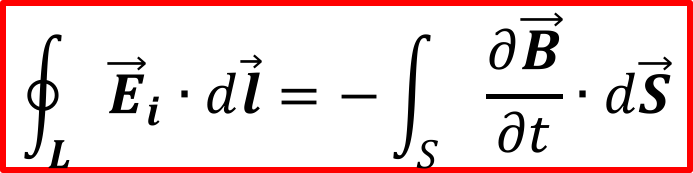 ∮_L E⃗_i · dl⃗ = − ∫_S ∂B⃗/∂t · dS⃗